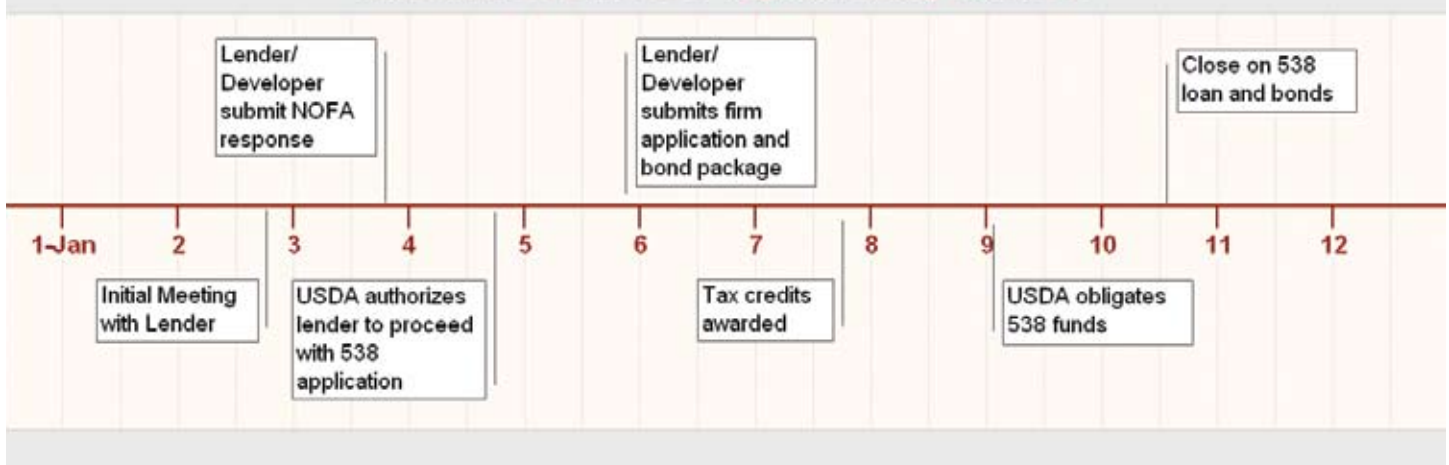 Lender/
Developer
submit NOFA
response
Lender/
Developer
submits firm
application and
bond package
Close on 538
loan and bonds
1-Jan 2 3 4 5 6 7 8 9 10 11 12
Initial Meeting
with Lender
USDA authorizes
lender to proceed
with 538
application
Tax credits
awarded
USDA obligates
538 funds